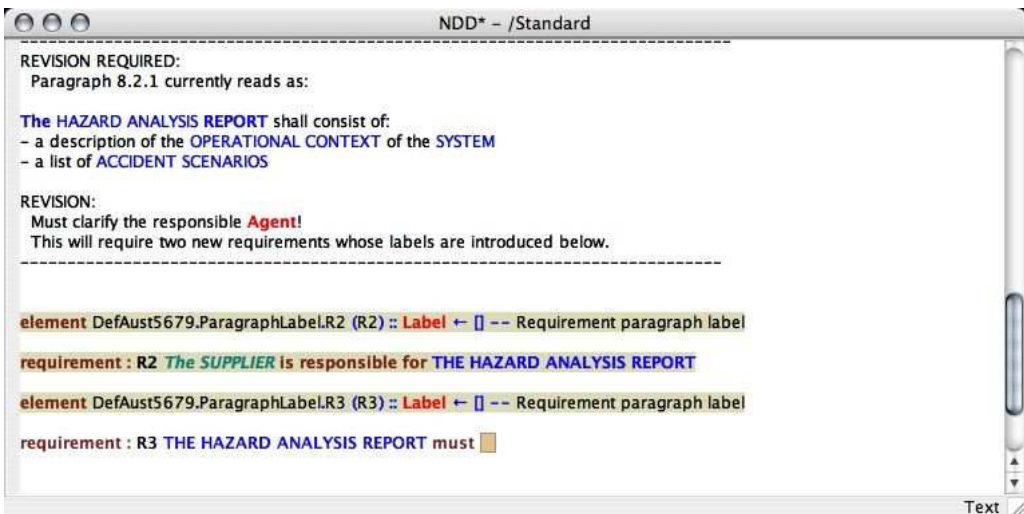 NDD* – /Standard
--------------------------------------------------------------------------
REVISION REQUIRED:
Paragraph 8.2.1 currently reads as:
The HAZARD ANALYSIS REPORT shall consist of:
– a description of the OPERATIONAL CONTEXT of the SYSTEM
– a list of ACCIDENT SCENARIOS
REVISION:
Must clarify the responsible Agent!
This will require two new requirements whose labels are introduced below.
--------------------------------------------------------------------------
element DefAust5679.ParagraphLabel.R2 (R2) :: Label ← [] -- Requirement paragraph label
requirement : R2 The SUPPLIER is responsible for THE HAZARD ANALYSIS REPORT
element DefAust5679.ParagraphLabel.R3 (R3) :: Label ← [] -- Requirement paragraph label
requirement : R3 THE HAZARD ANALYSIS REPORT must
Text